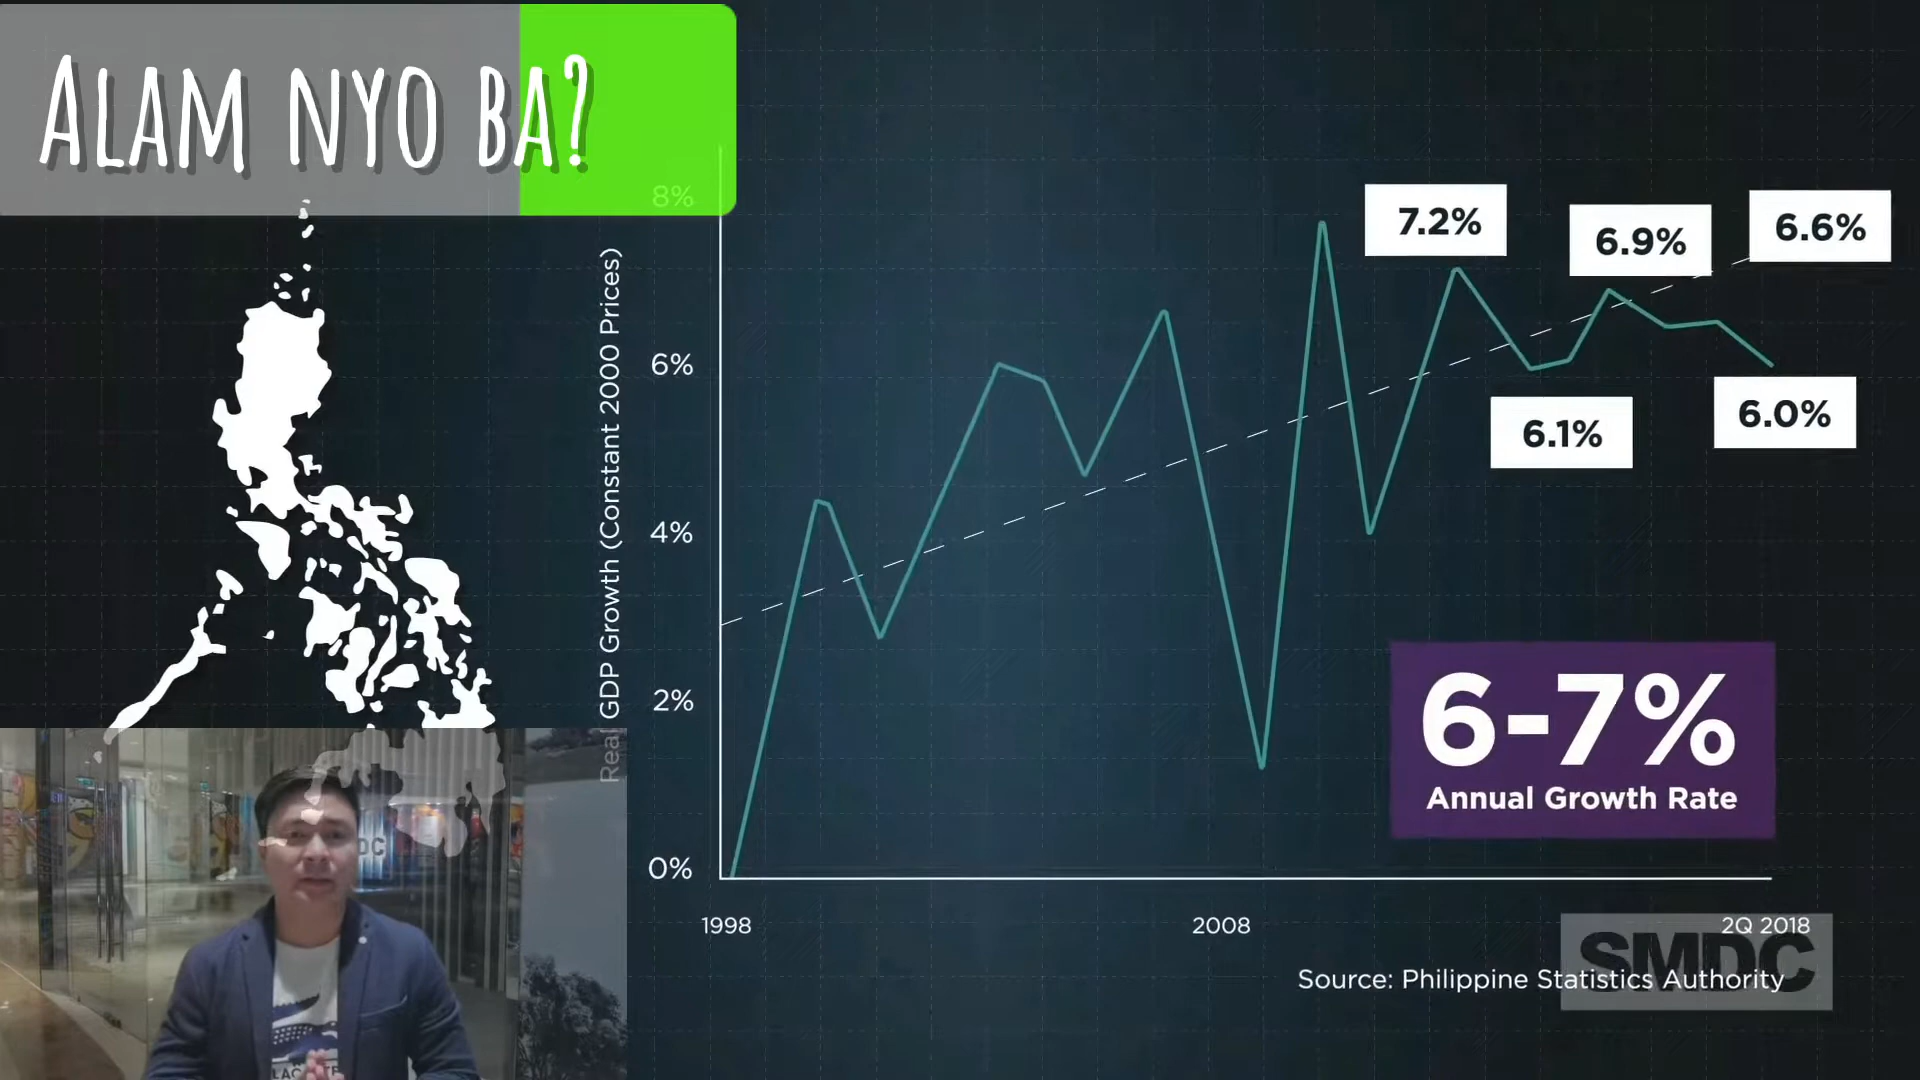 ALAM NYO BA?
8%
6%
4%
2%
0%
Real GDP Growth (Constant 2000 Prices)
7.2%
6.9%
6.6%
6.1%
6.0%
6-7%
Annual Growth Rate
1998
2008
2Q 2018
SMDC
Source: Philippine Statistics Authority
DC